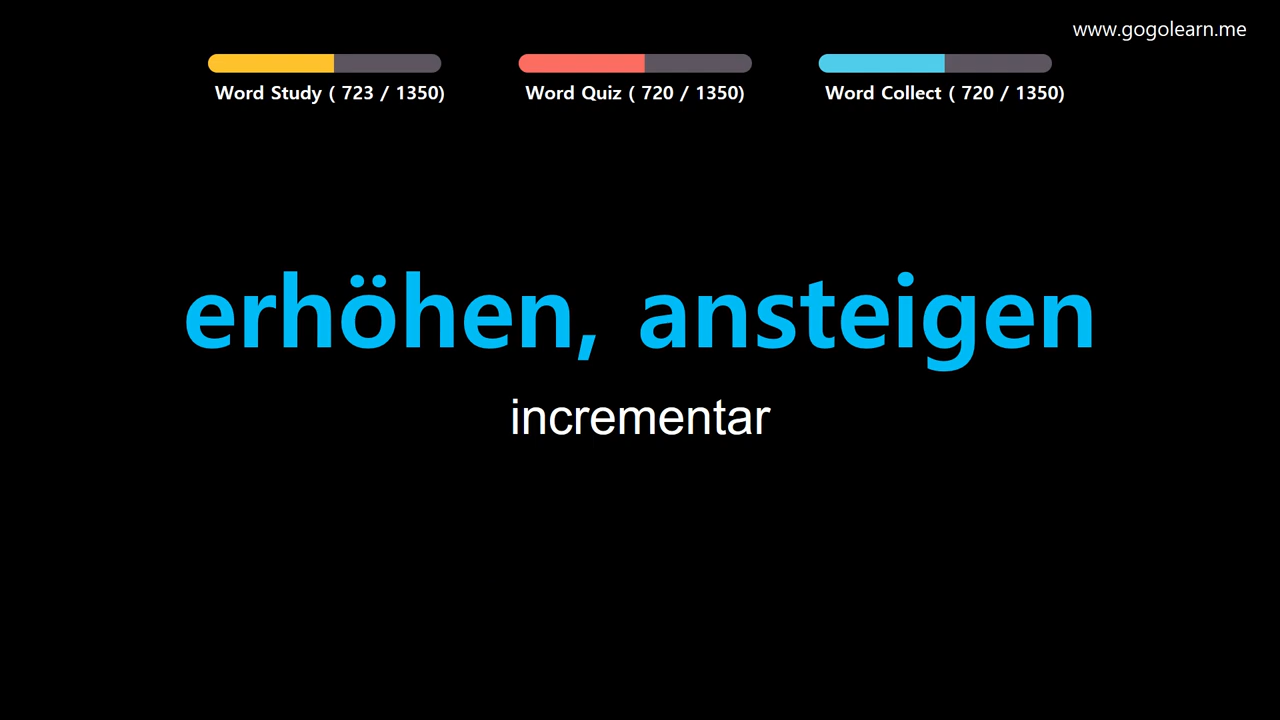 www.gogolearn.me
Word Study ( 723 / 1350)
Word Quiz ( 720 / 1350)
Word Collect ( 720 / 1350)
erhöhen, ansteigen
incrementar